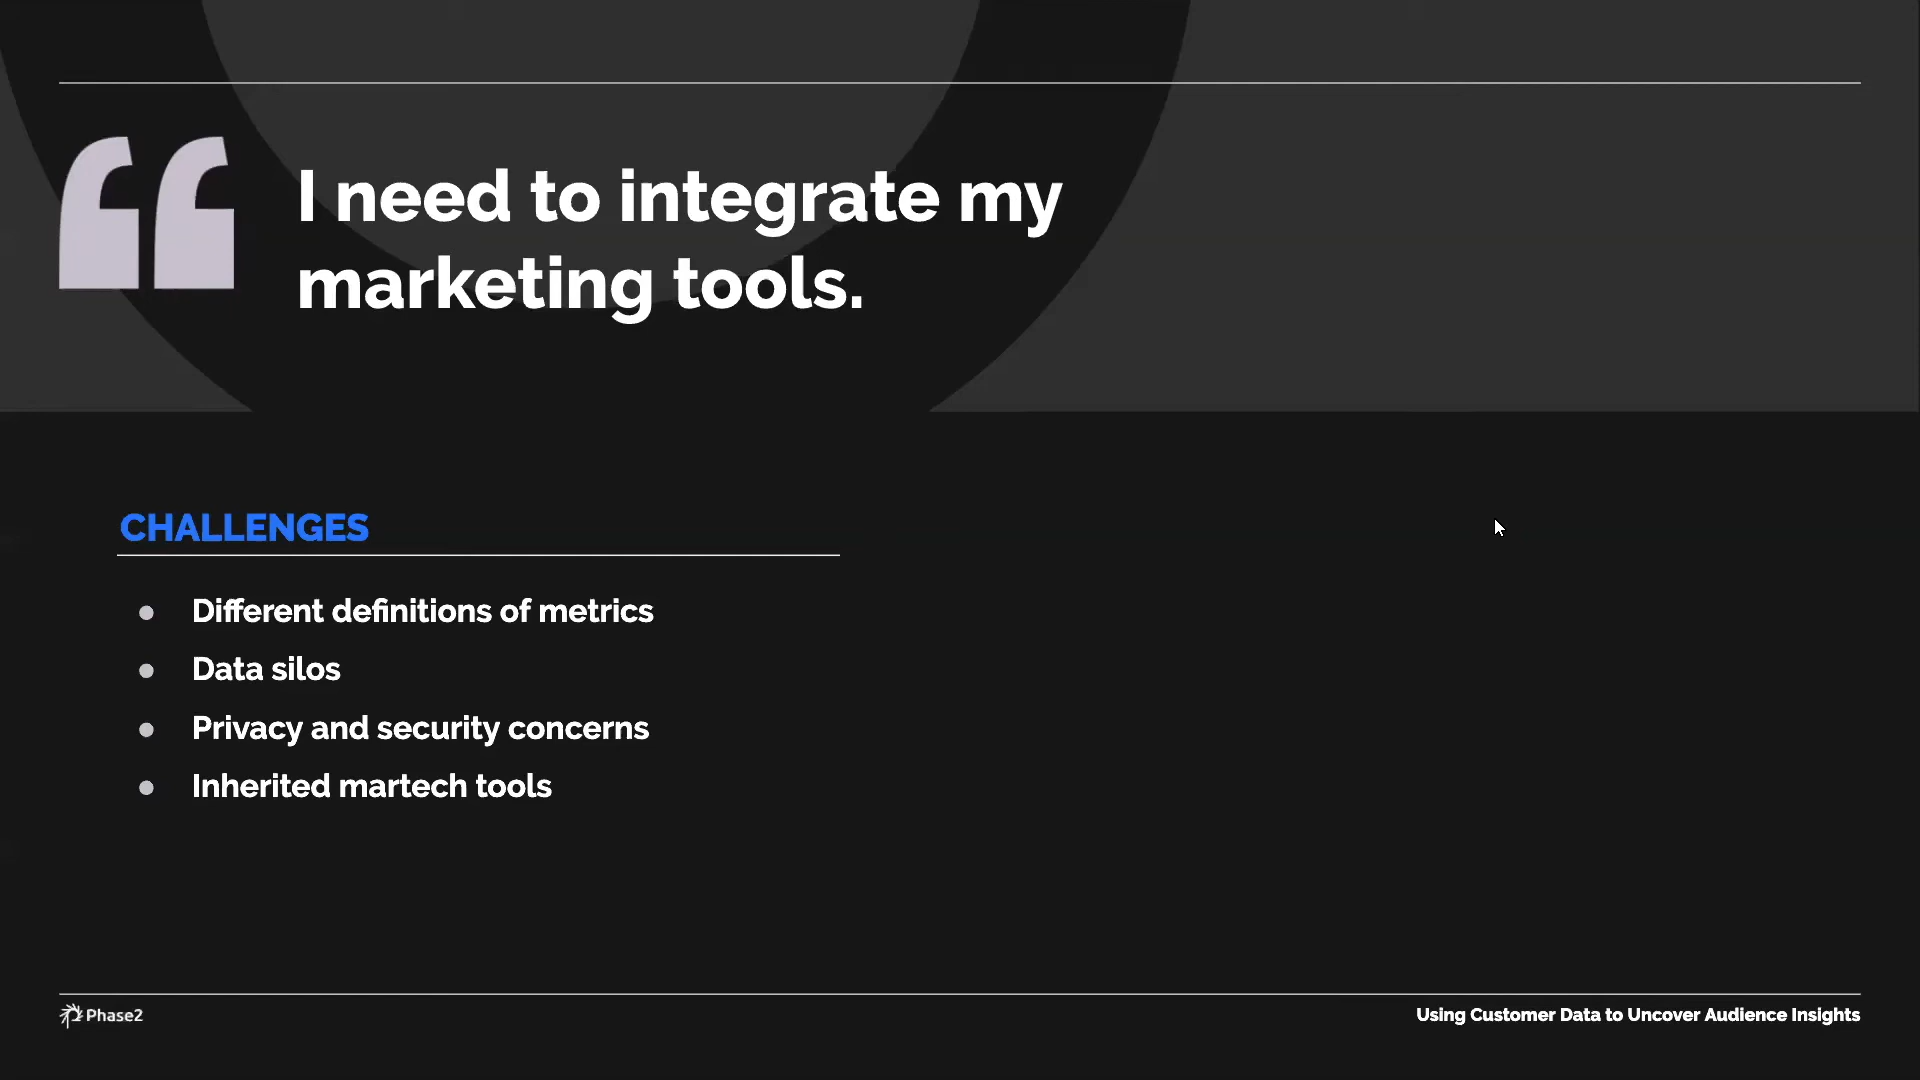 “
I need to integrate my
marketing tools.
CHALLENGES
● Different definitions of metrics
● Data silos
● Privacy and security concerns
● Inherited martech tools
Phase2
Using Customer Data to Uncover Audience Insights